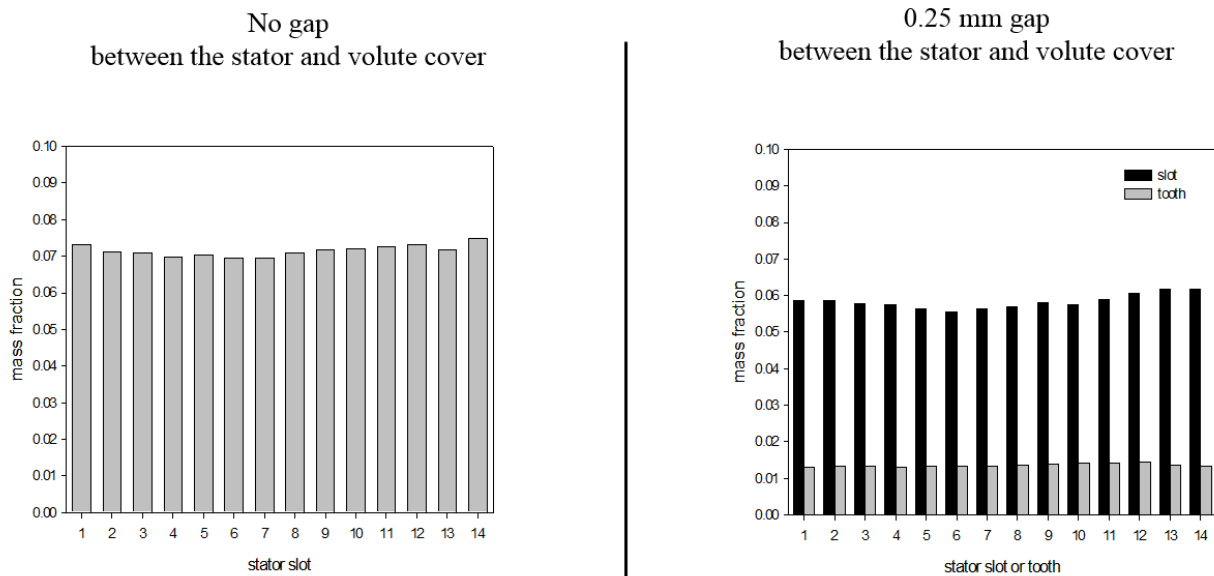 No gap
between the stator and volute cover
0.25 mm gap
between the stator and volute cover
0.10
0.09
0.08
0.07
0.06
0.05
0.04
0.03
0.02
0.01
0.00
mass fraction
1 2 3 4 5 6 7 8 9 10 11 12 13 14
stator slot
0.10
0.09
0.08
0.07
0.06
0.05
0.04
0.03
0.02
0.01
0.00
mass fraction
slot
tooth
1 2 3 4 5 6 7 8 9 10 11 12 13 14
stator slot or tooth